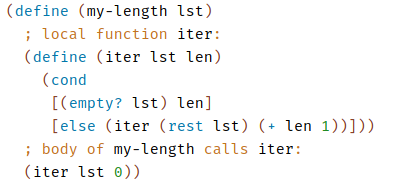 (define (my-length lst)
  ; local function iter:
  (define (iter lst len)
    (cond
     [(empty? lst) len]
     [else (iter (rest lst) (+ len 1))]))
  ; body of my-length calls iter:
  (iter lst 0))